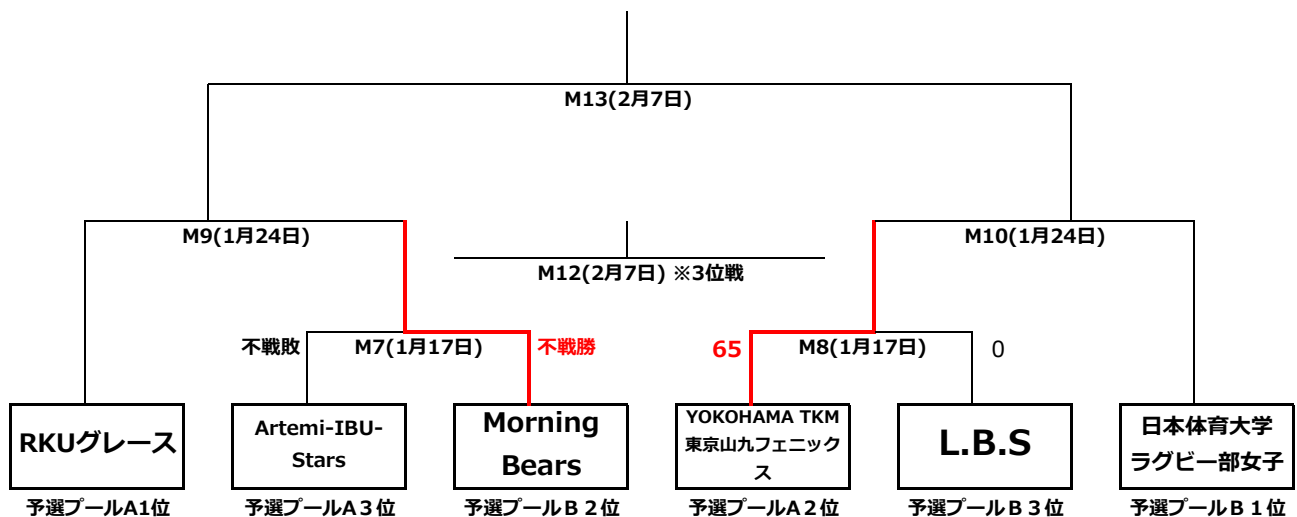 M13(2月7日)
M9(1月24日)
M10(1月24日)
M12(2月7日) ※3位戦
不戦敗
M7(1月17日)
不戦勝
65
M8(1月17日)
0
RKUグレース
Artemi-IBU-
Stars
Morning
Bears
YOKOHAMA TKM
東京山九フェニック
ス
L.B.S
日本体育大学
ラグビー部女子
予選プールA1位
予選プールA３位
予選プールＢ２位
予選プールA２位
予選プールＢ３位
予選プールＢ１位